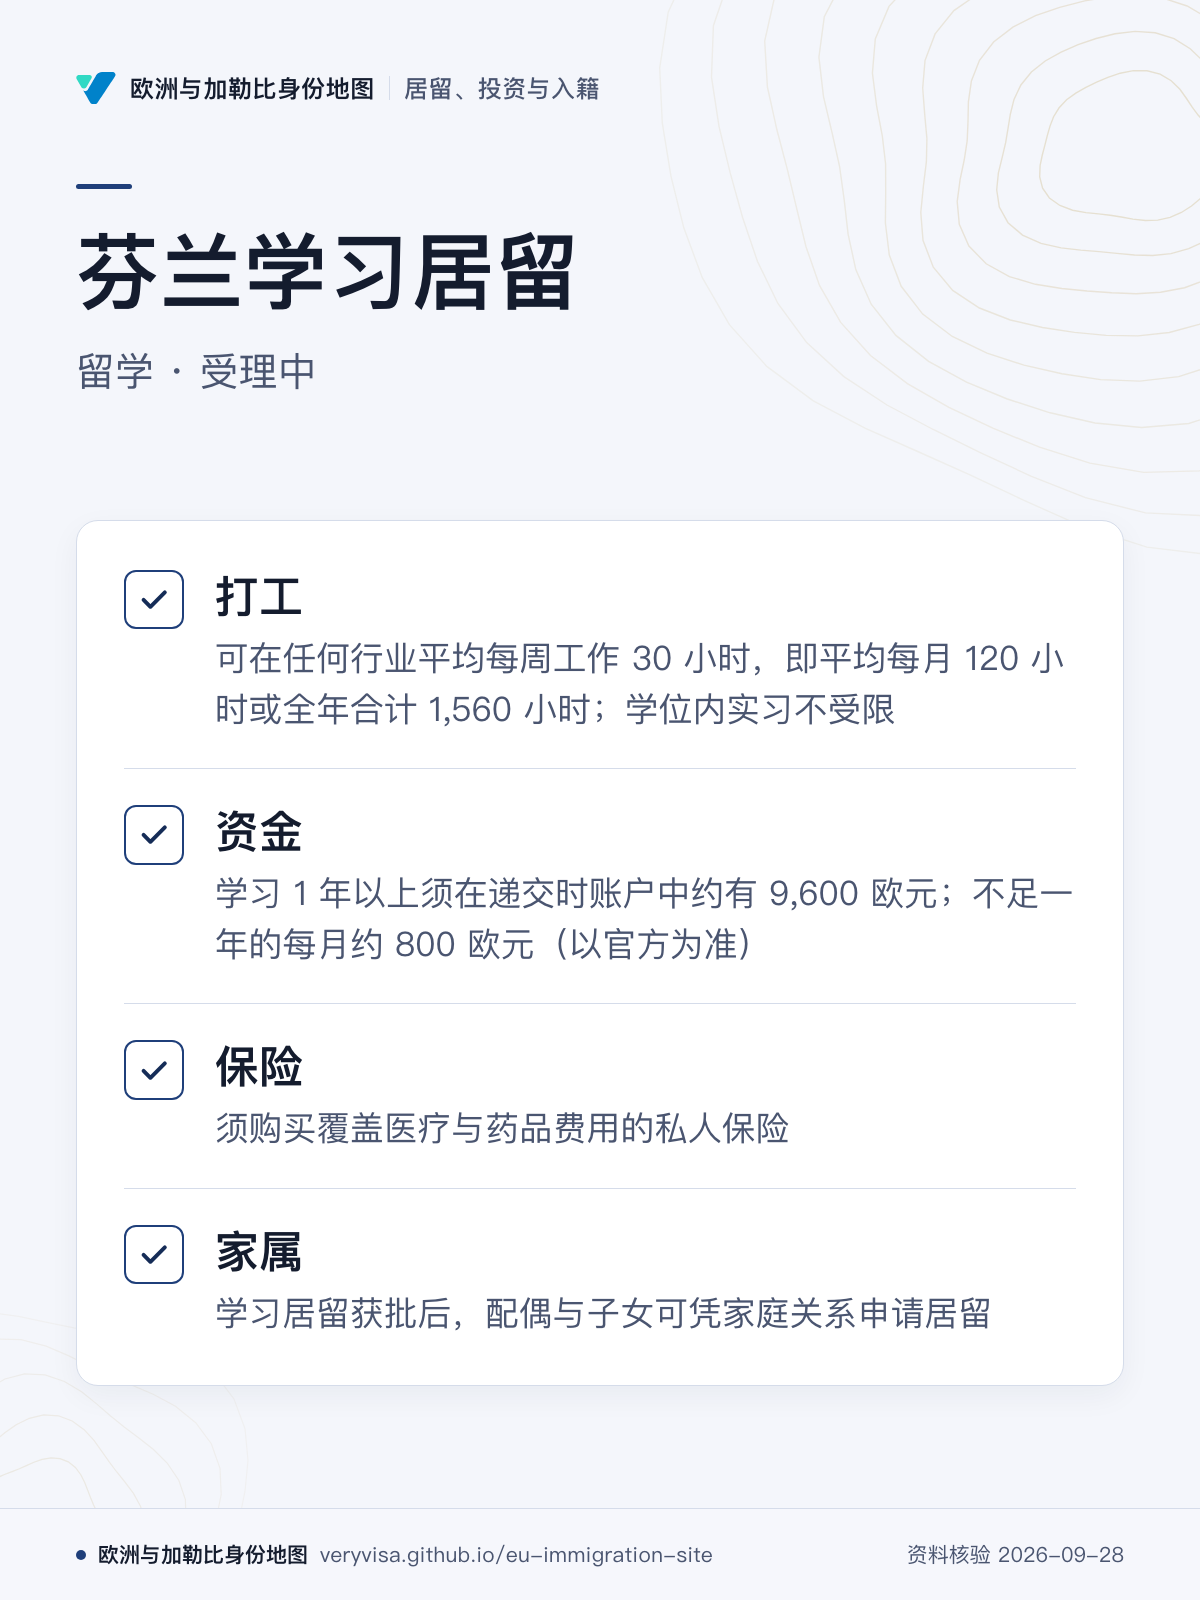 欧洲与加勒比身份地图 居留、投资与入籍
芬兰学习居留
留学 · 受理中
打工
可在任何行业平均每周工作 30 小时，即平均每月 120 小
时或全年合计 1,560 小时；学位内实习不受限
资金
学习 1 年以上须在递交时账户中约有 9,600 欧元；不足一
年的每月约 800 欧元（以官方为准）
保险
须购买覆盖医疗与药品费用的私人保险
家属
学习居留获批后，配偶与子女可凭家庭关系申请居留
欧洲与加勒比身份地图 veryvisa.github.io/eu-immigration-site 资料核验 2026-09-28